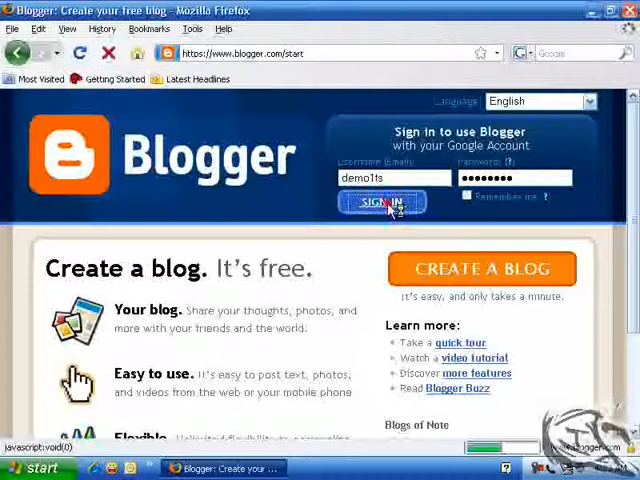 Blogger: Create your free blog - Mozilla Firefox
File Edit View History Bookmarks Tools Help
https://www.blogger.com/start
Google
Most Visited Getting Started Latest Headlines
Language: English
Sign in to use Blogger
with your Google Account
Username (Email): Password: (?)
demo1ts
SIGN IN
Remember me (?)
Blogger
Create a blog. It's free.
CREATE A BLOG
It's easy, and only takes a minute.
Your blog. Share your thoughts, photos, and
more with your friends and the world.
Learn more:
Take a quick tour
Watch a video tutorial
Discover more features
Read Blogger Buzz
Easy to use. It's easy to post text, photos,
and videos from the web or your mobile phone
Blogs of Note
Flexible.
javascript:void(0)
start
Blogger: Create your ...